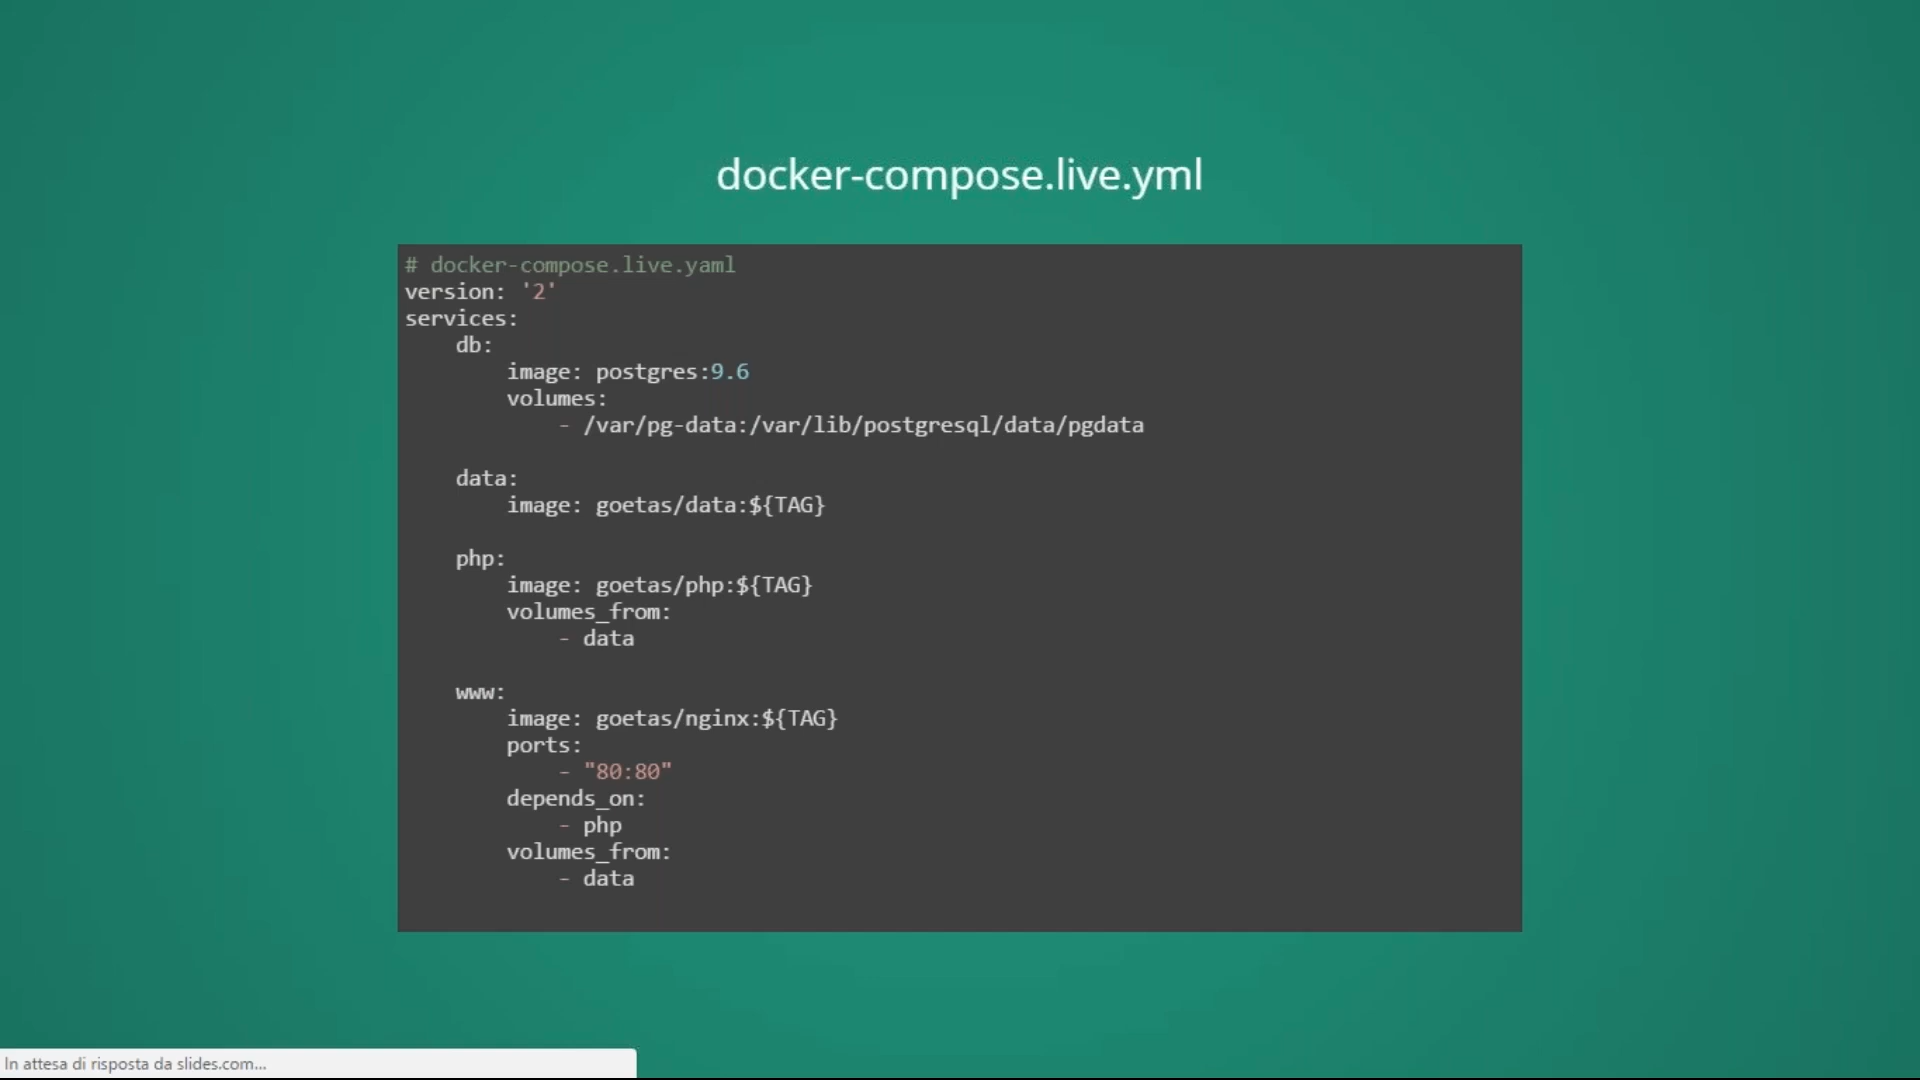 docker-compose.live.yml
# docker-compose.live.yaml
version: '2'
services:
    db:
        image: postgres:9.6
        volumes:
            - /var/pg-data:/var/lib/postgresql/data/pgdata

    data:
        image: goetas/data:${TAG}

    php:
        image: goetas/php:${TAG}
        volumes_from:
            - data

    www:
        image: goetas/nginx:${TAG}
        ports:
            - "80:80"
        depends_on:
            - php
        volumes_from:
            - data
In attesa di risposta da slides.com...